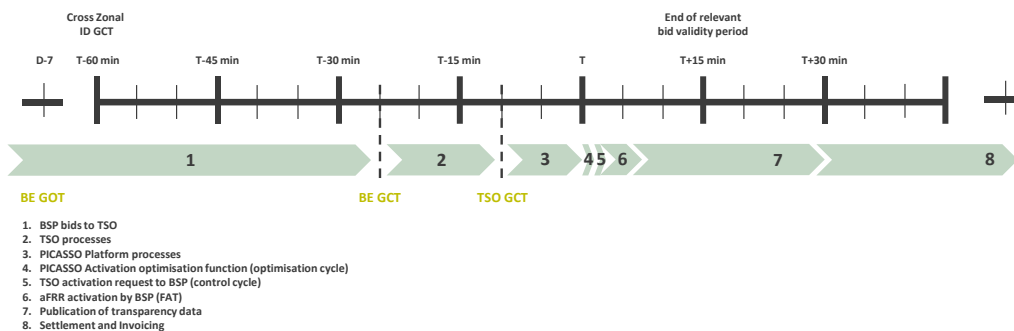 Cross Zonal
ID GCT
End of relevant
bid validity period
D-7
T-60 min
T-45 min
T-30 min
T-15 min
T
T+15 min
T+30 min
1
2
3
4
5
6
7
8
BE GOT
BE GCT
TSO GCT
1. BSP bids to TSO
2. TSO processes
3. PICASSO Platform processes
4. PICASSO Activation optimisation function (optimisation cycle)
5. TSO activation request to BSP (control cycle)
6. aFRR activation by BSP (FAT)
7. Publication of transparency data
8. Settlement and Invoicing